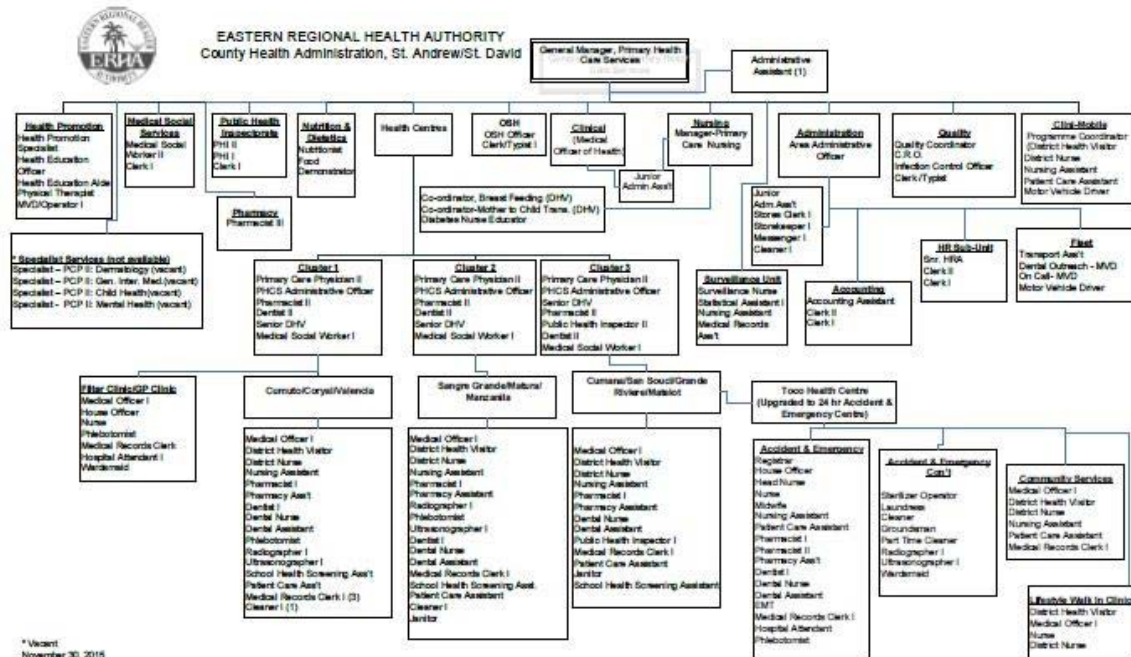 EASTERN REGIONAL HEALTH AUTHORITY
County Health Administration, St. Andrew/St. David
EASTERN REGIONAL HEALTH
ERHA
AUTHORITY
General Manager, Primary Health
Care Services
Administrative
Assistant (1)
Health Promotion
Health Promotion
Specialist
Health Education
Officer
Health Education Aide
Physical Therapist
MVD/Operator I
Medical Social
Services
Medical Social
Worker II
Clerk I
Public Health
Inspectorate
PHI II
PHI I
Clerk I
Nutrition &
Dietetics
Nutritionist
Food
Demonstrator
Health Centres
OSH
OSH Officer
Clerk/Typist I
Clinical
(Medical
Officer of Health)
Nursing
Manager-Primary
Care Nursing
Administration
Area Administrative
Officer
Quality
Quality Coordinator
C.R.O.
Infection Control Officer
Clerk/Typist
Clini-Mobile
Programme Coordinator
(District Health Visitor
District Nurse
Nursing Assistant
Patient Care Assistant
Motor Vehicle Driver
Junior
Admin Ass't
Pharmacy
Pharmacist III
Co-ordinator, Breast Feeding (DHV)
Co-ordinator-Mother to Child Trans. (DHV)
Diabetes Nurse Educator
Junior
Adm. Ass't
Stores Clerk I
Storekeeper I
Messenger I
Cleaner I
* Specialist Services (not available)
Specialist – PCP II: Dermatology (vacant)
Specialist – PCP II: Gen. Inter. Med.(vacant)
Specialist – PCP II: Child Health(vacant)
Specialist - PCP II: Mental Health (vacant)
Cluster 1
Primary Care Physician II
PHCS Administrative Officer
Pharmacist II
Dentist II
Senior DHV
Medical Social Worker I
Cluster 2
Primary Care Physician II
PHCS Administrative Officer
Pharmacist II
Dentist II
Senior DHV
Medical Social Worker I
Cluster 3
Primary Care Physician II
PHCS Administrative Officer
Senior DHV
Pharmacist II
Public Health Inspector II
Dentist II
Medical Social Worker I
Surveillance Unit
Surveillance Nurse
Statistical Assistant I
Nursing Assistant
Medical Records
Ass't
Accounting
Accounting Assistant
Clerk II
Clerk I
HR Sub-Unit
Snr. HRA
Clerk II
Clerk I
Fleet
Transport Ass't
Dental Outreach - MVD
On Call- MVD
Motor Vehicle Driver
Filter Clinic/GP Clinic
Medical Officer I
House Officer
Nurse
Phlebotomist
Medical Records Clerk
Hospital Attendant I
Wardsmaid
Cumuto/Coryal/Valencia
Sangre Grande/Matura/
Manzanilla
Cumana/San Souci/Grande
Riviere/Matelot
Toco Health Centre
(Upgraded to 24 hr Accident &
Emergency Centre)
Medical Officer I
District Health Visitor
District Nurse
Nursing Assistant
Pharmacist I
Pharmacy Ass't
Dentist I
Dental Nurse
Dental Assistant
Phlebotomist
Radiographer I
Ultrasonographer I
School Health Screening Ass't
Patient Care Ass't
Medical Records Clerk I (3)
Cleaner I (1)
Medical Officer I
District Health Visitor
District Nurse
Nursing Assistant
Pharmacist I
Pharmacy Assistant
Radiographer I
Phlebotomist
Ultrasonographer I
Dentist I
Dental Nurse
Dental Assistant
Medical Records Clerk I
School Health Screening Asst.
Patient Care Assistant
Cleaner I
Janitor
Medical Officer I
District Health Visitor
District Nurse
Nursing Assistant
Pharmacist I
Pharmacy Assistant
Dental Nurse
Dental Assistant
Public Health Inspector I
Medical Records Clerk I
Patient Care Assistant
Janitor
School Health Screening Assistant
Accident & Emergency
Registrar
House Officer
Head Nurse
Nurse
Midwife
Nursing Assistant
Patient Care Assistant
Pharmacist I
Pharmacist II
Pharmacy Ass't
Dentist I
Dental Nurse
Dental Assistant
EMT
Medical Records Clerk I
Hospital Attendant
Phlebotomist
Accident & Emergency
Con't
Sterilizer Operator
Laundress
Cleaner
Groundsman
Part Time Cleaner
Radiographer I
Ultrasonographer I
Wardsmaid
Community Services
Medical Officer I
District Health Visitor
District Nurse
Nursing Assistant
Patient Care Assistant
Medical Records Clerk I
Lifestyle Walk In Clinic
District Health Visitor
Medical Officer I
Nurse
District Nurse
* Vacant
November 30, 2015